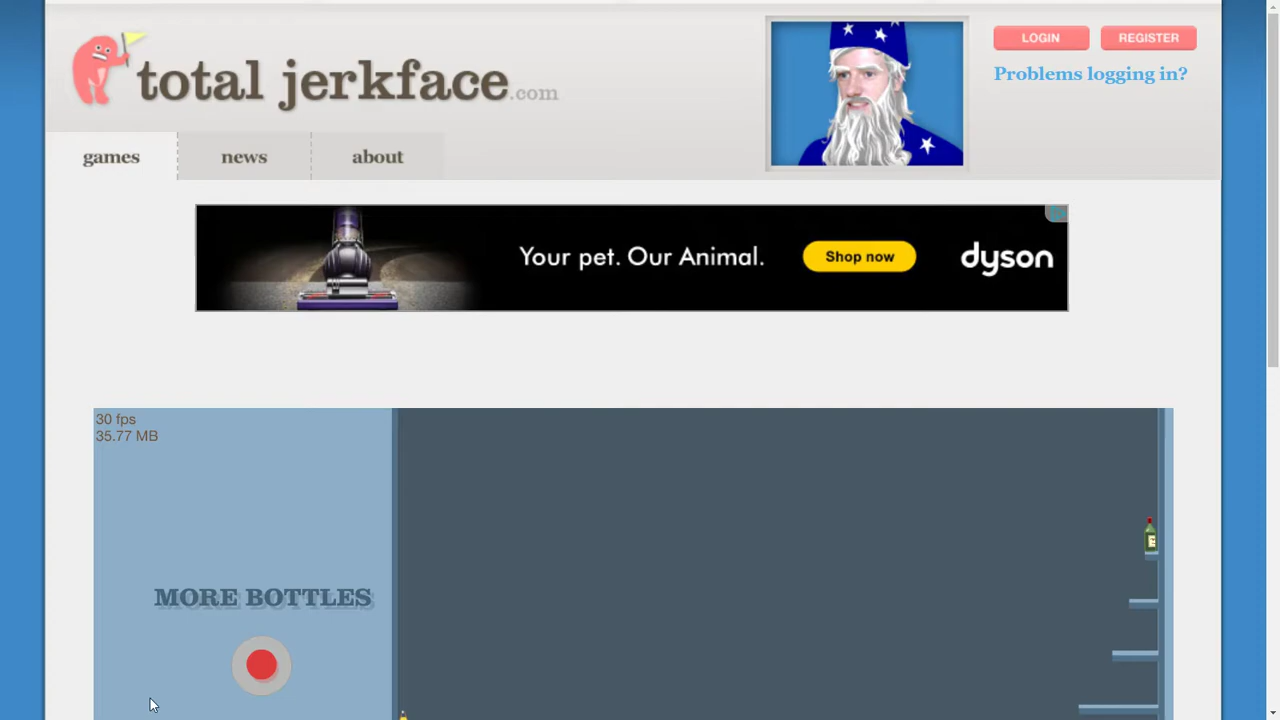 total jerkface.com
LOGIN
REGISTER
Problems logging in?
games
news
about
Your pet. Our Animal.
Shop now
dyson
30 fps
35.77 MB
MORE BOTTLES